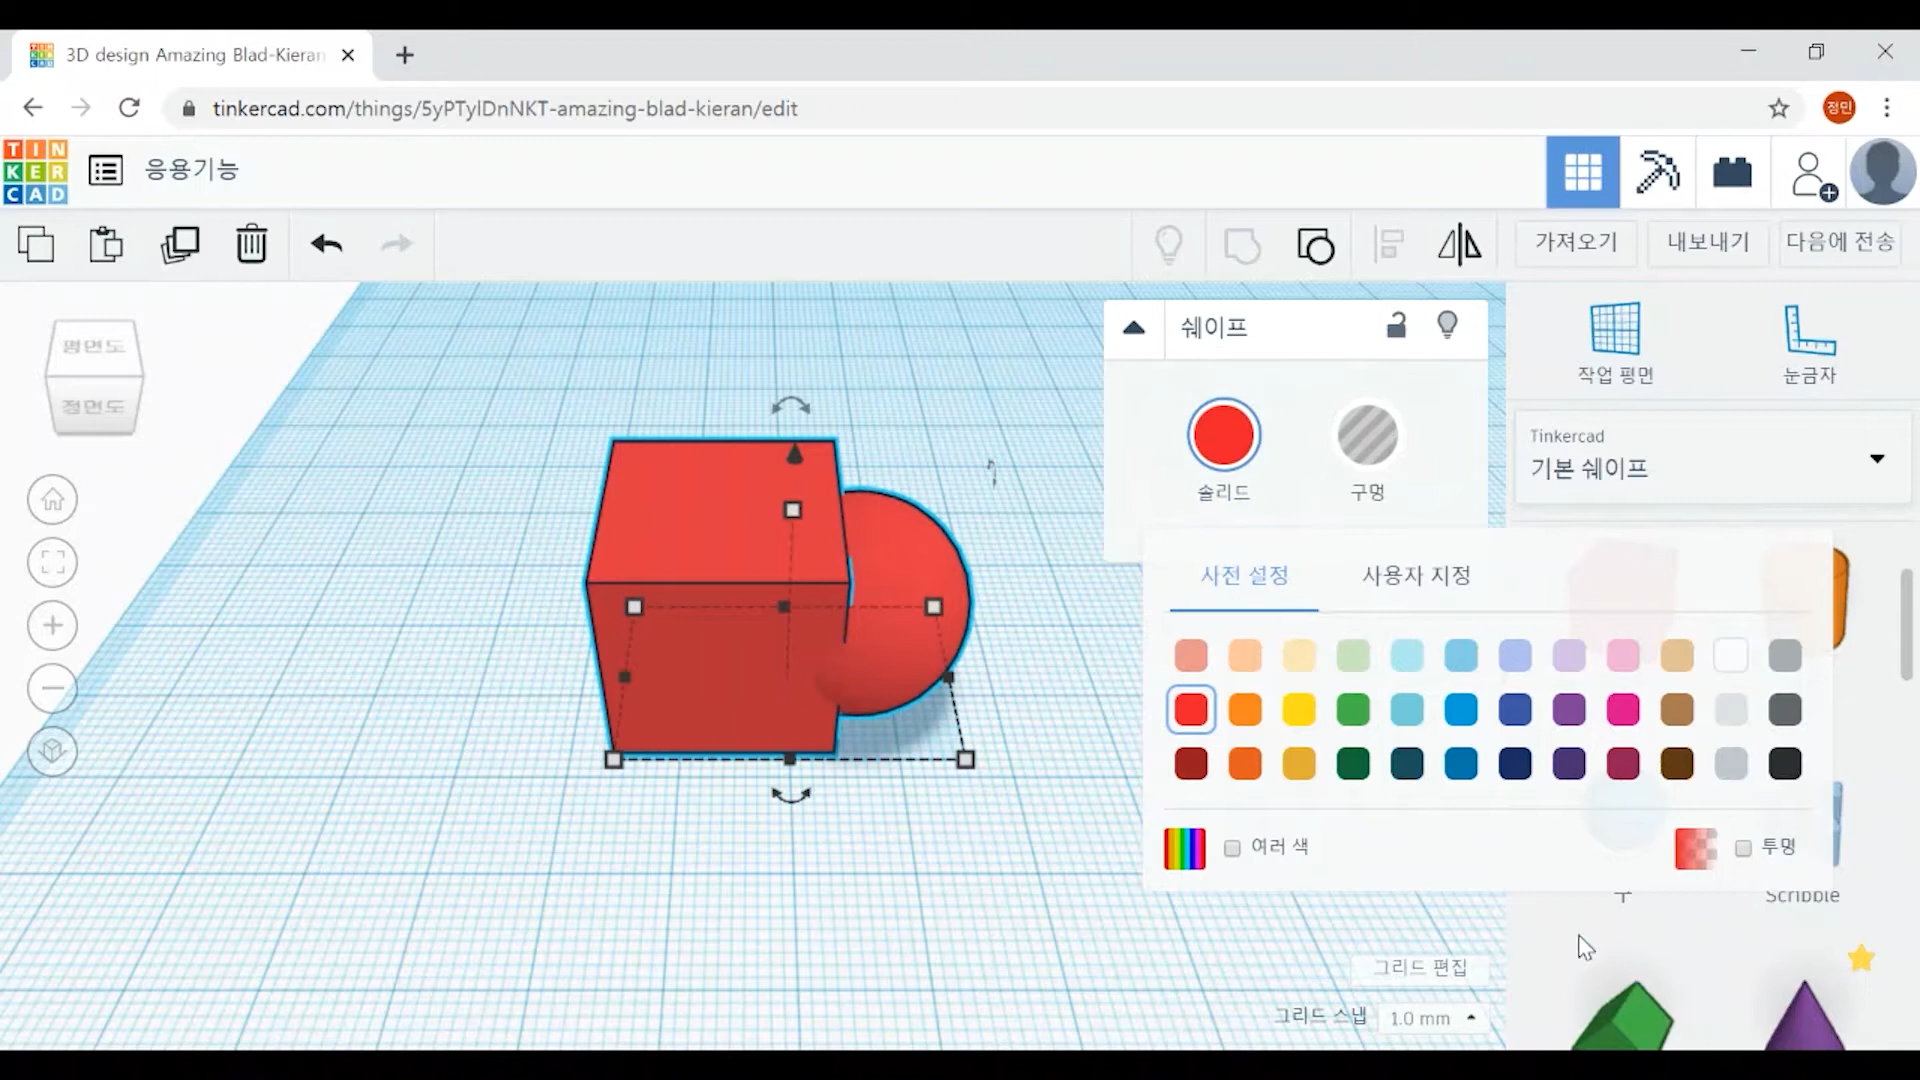 3D design Amazing Blad-Kieran
tinkercad.com/things/5yPTylDnNKT-amazing-blad-kieran/edit
정민
TIN
KER
CAD
응용기능
가져오기
내보내기
다음에 전송
평면도
정면도
쉐이프
솔리드
구멍
작업 평면
눈금자
Tinkercad
기본 쉐이프
사전 설정
사용자 지정
여러 색
투명
Scribble
그리드 편집
그리드 스냅
1.0 mm